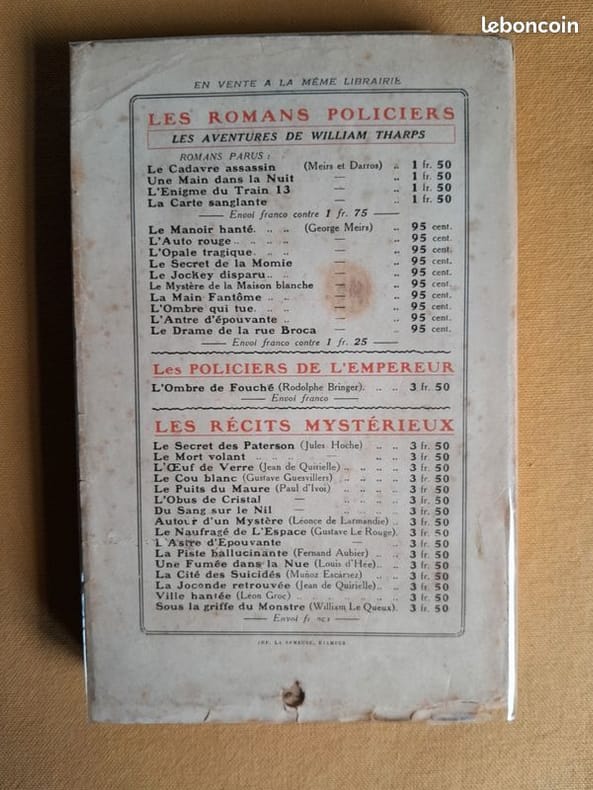 leboncoin
EN VENTE A LA MÊME LIBRAIRIE
LES ROMANS POLICIERS
LES AVENTURES DE WILLIAM THARPS
ROMANS PARUS :
Le Cadavre assassin (Meirs et Darros) .. 1 fr. 50
Une Main dans la Nuit — .. 1 fr. 50
L'Enigme du Train 13 — .. 1 fr. 50
La Carte sanglante — .. 1 fr. 50
—— Envoi franco contre 1 fr. 75 ——
Le Manoir hanté. .. .. (George Meirs) .. 95 cent.
L'Auto rouge .. .. .. — .. 95 cent.
L'Opale tragique. .. .. — .. 95 cent.
Le Secret de la Momie — .. 95 cent.
Le Jockey disparu .. .. — .. 95 cent.
Le Mystère de la Maison blanche — .. 95 cent.
La Main Fantôme .. .. — .. 95 cent.
L'Ombre qui tue. .. .. — .. 95 cent.
L'Antre d'épouvante .. — .. 95 cent.
Le Drame de la rue Broca — .. 95 cent.
—— Envoi franco contre 1 fr. 25 ——
Les POLICIERS DE L'EMPEREUR
L'Ombre de Fouché (Rodolphe Bringer). .. .. 3 fr. 50
—— Envoi franco ——
LES RÉCITS MYSTÉRIEUX
Le Secret des Paterson (Jules Hoche) .. .. 3 fr. 50
Le Mort volant .. .. .. — .. .. 3 fr. 50
L'Œuf de Verre (Jean de Quirielle) .. .. .. .. 3 fr. 50
Le Cou blanc (Gustave Guesvillers) .. .. .. 3 fr. 50
Le Puits du Maure (Paul d'Ivoi) .. .. .. .. 3 fr. 50
L'Obus de Cristal — .. .. .. .. 3 fr. 50
Du Sang sur le Nil — .. .. .. .. 3 fr. 50
Autour d'un Mystère (Léonce de Larmandie) .. 3 fr. 50
Le Naufragé de L'Espace (Gustave Le Rouge). 3 fr. 50
L'Astre d'Epouvante — .. 3 fr. 50
La Piste hallucinante (Fernand Aubier) .. .. 3 fr. 50
Une Fumée dans la Nue (Louis d'Hée) .. .. 3 fr. 50
La Cité des Suicidés (Muñoz Escámez) .. .. 3 fr. 50
La Joconde retrouvée (Jean de Quirielle) .. .. 3 fr. 50
Ville hantée (Léon Groc) .. .. .. .. .. .. 3 fr. 50
Sous la griffe du Monstre (William Le Queux). 3 fr. 50
—— Envoi ——
IMP. LA SEMEUSE, ETAMPES